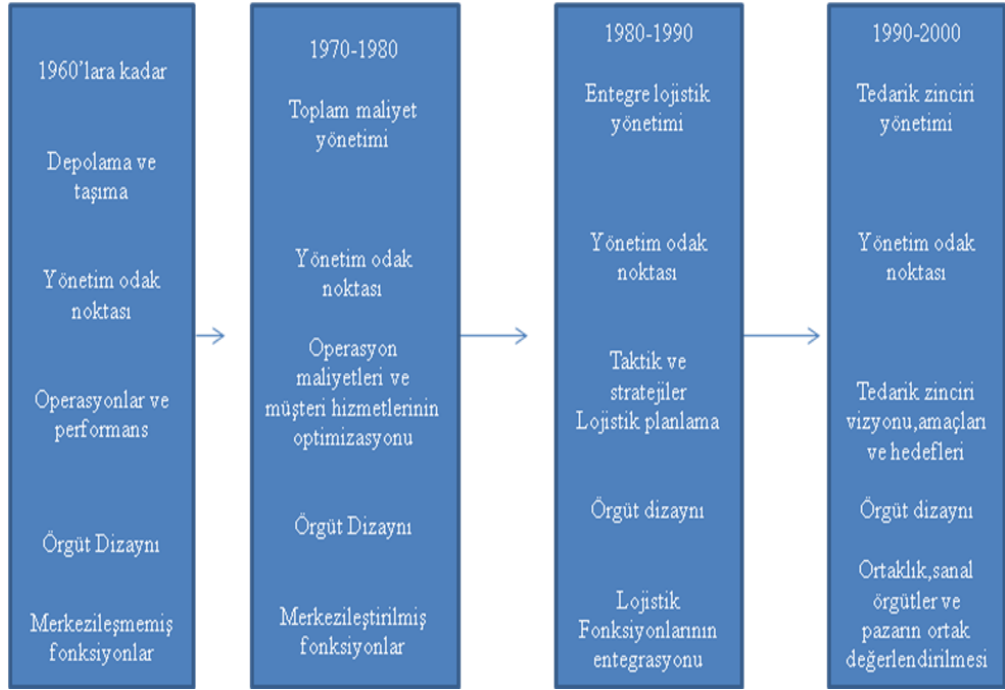 1960'lara kadar
Depolama ve
taşıma
Yönetim odak
noktası
Operasyonlar ve
performans
Örgüt Dizaynı
Merkezileşmemiş
fonksiyonlar
1970-1980
Toplam maliyet
yönetimi
Yönetim odak
noktası
Operasyon
maliyetleri ve
müşteri hizmetlerinin
optimizasyonu
Örgüt Dizaynı
Merkezileştirilmiş
fonksiyonlar
1980-1990
Entegre lojistik
yönetimi
Yönetim odak
noktası
Taktik ve
stratejiler
Lojistik planlama
Örgüt dizaynı
Lojistik
Fonksiyonlarının
entegrasyonu
1990-2000
Tedarik zinciri
yönetimi
Yönetim odak
noktası
Tedarik zinciri
vizyonu,amaçları
ve hedefleri
Örgüt dizaynı
Ortaklık,sanal
örgütler ve
pazarın ortak
değerlendirilmesi